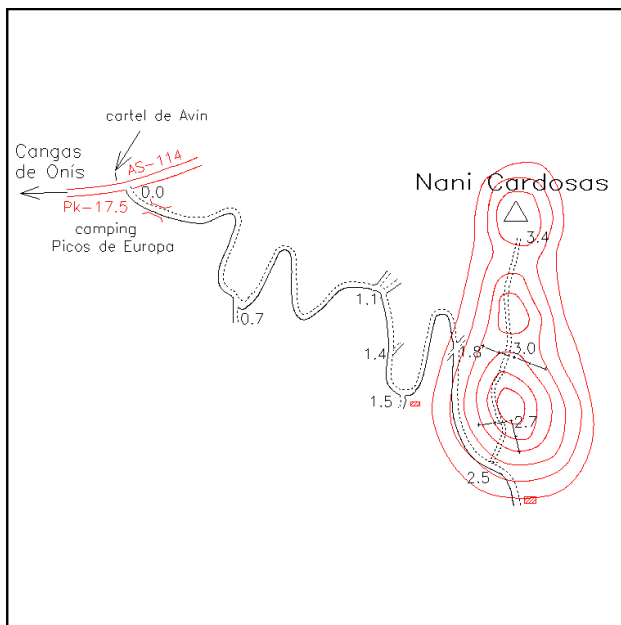 cartel de Avin
Cangas
de Onís
AS-114
Pk-17.5
0.0
camping
Picos de Europa
Nani Cardosas
3.4
0.7
1.1
1.4
1.8
3.0
1.5
2.7
2.5